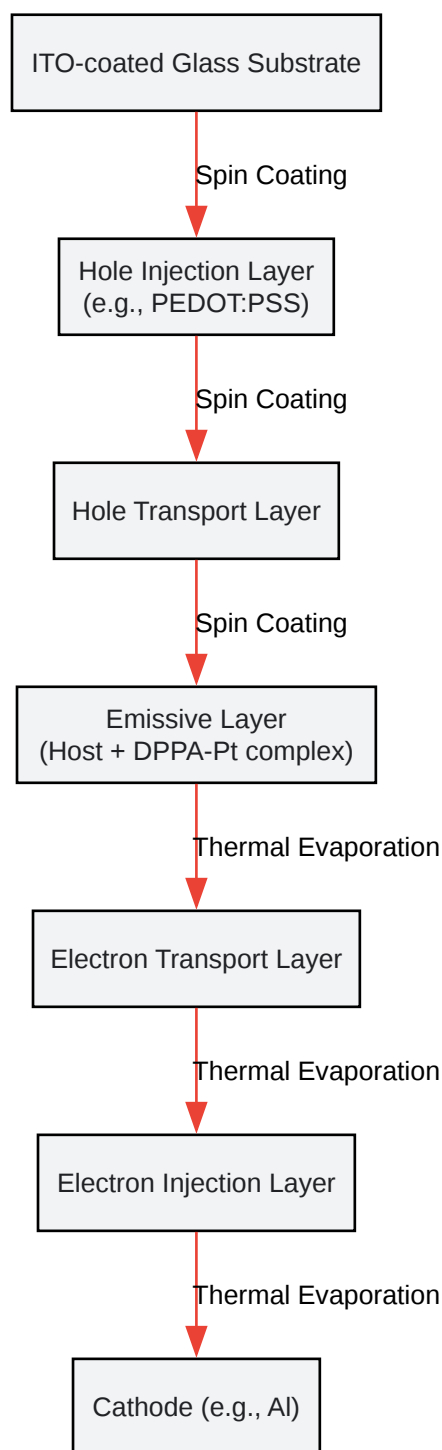 ITO-coated Glass Substrate
Spin Coating
Hole Injection Layer
(e.g., PEDOT:PSS)
Spin Coating
Hole Transport Layer
Spin Coating
Emissive Layer
(Host + DPPA-Pt complex)
Thermal Evaporation
Electron Transport Layer
Thermal Evaporation
Electron Injection Layer
Thermal Evaporation
Cathode (e.g., Al)